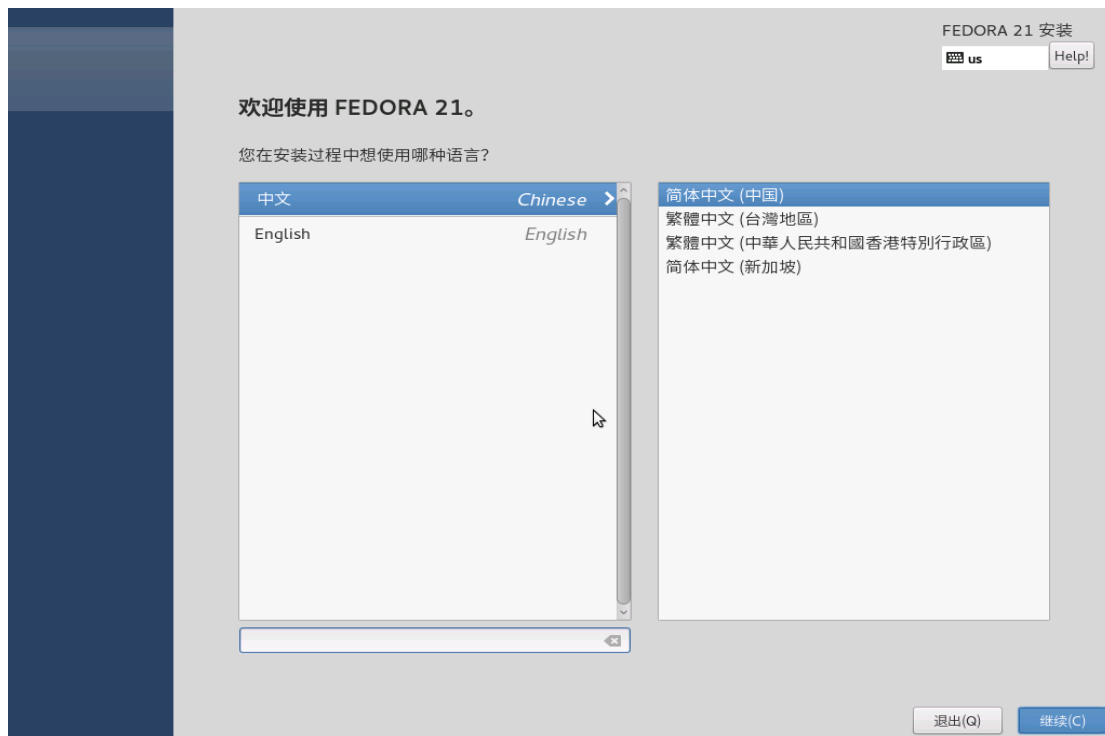 FEDORA 21 安装
us
Help!
欢迎使用 FEDORA 21。
您在安装过程中想使用哪种语言?
中文 Chinese
English English
简体中文 (中国)
繁體中文 (台灣地區)
繁體中文 (中華人民共和國香港特別行政區)
简体中文 (新加坡)
退出(Q)
继续(C)